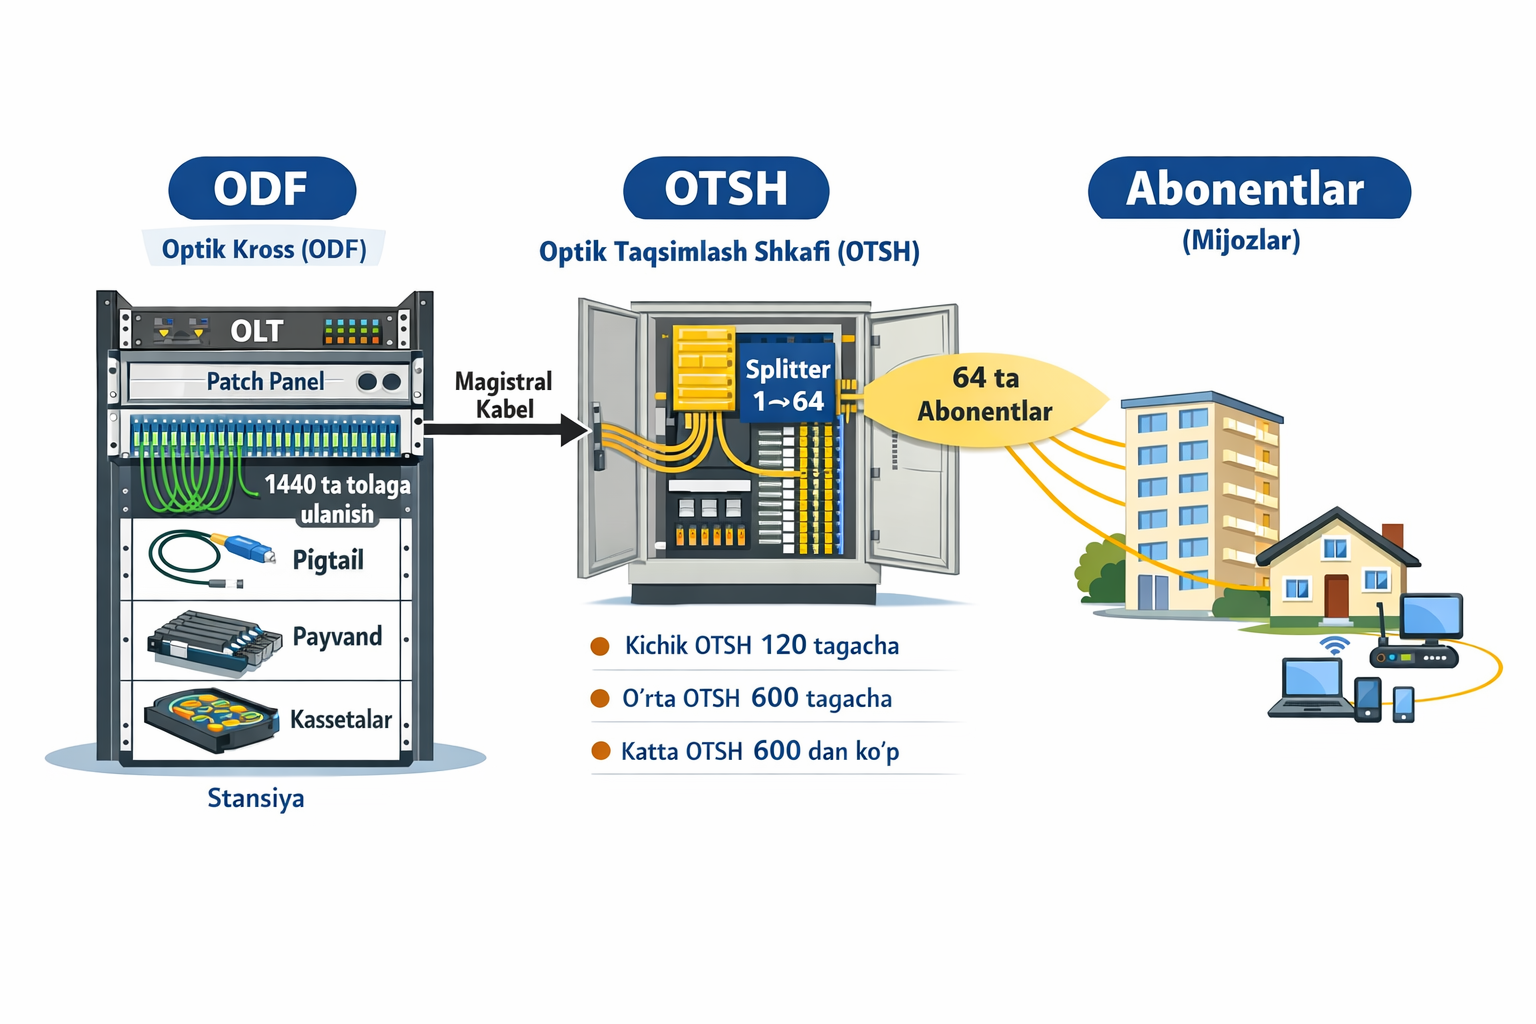 ODF
Optik Kross (ODF)
OLT
Patch Panel
1440 ta tolaga
ulanish
Pigtail
Payvand
Kassetalar
Stansiya
Magistral
Kabel
OTSH
Optik Taqsimlash Shkafi (OTSH)
Splitter
1→64
Kichik OTSH 120 tagacha
O'rta OTSH 600 tagacha
Katta OTSH 600 dan ko'p
64 ta
Abonentlar
Abonentlar
(Mijozlar)